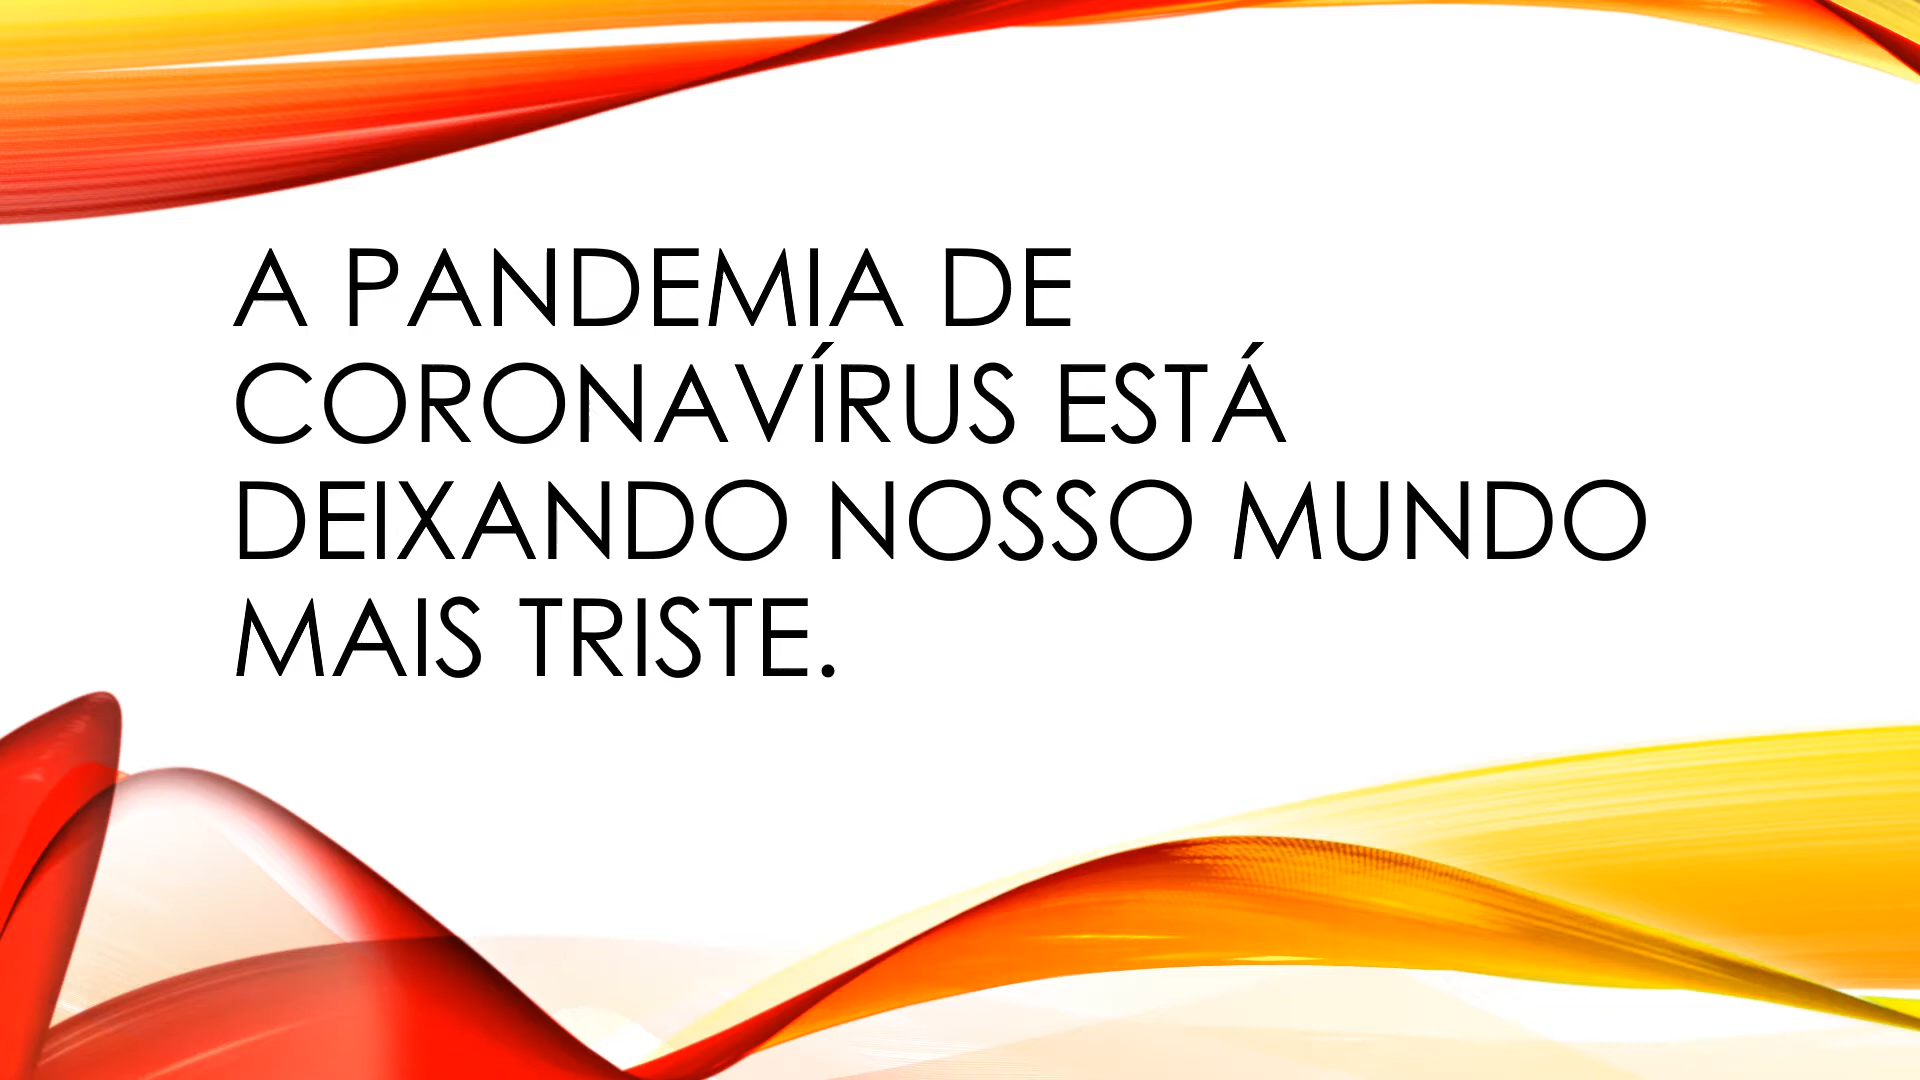 A PANDEMIA DE
CORONAVÍRUS ESTÁ
DEIXANDO NOSSO MUNDO
MAIS TRISTE.